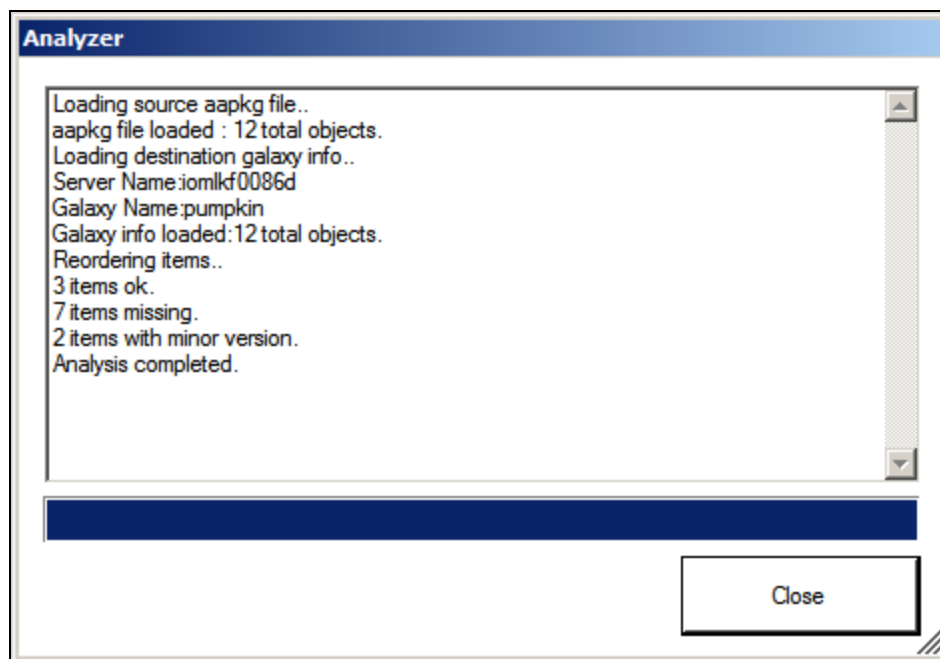 Analyzer
Loading source aapkg file..
aapkg file loaded : 12 total objects.
Loading destination galaxy info..
Server Name:iomlkf0086d
Galaxy Name:pumpkin
Galaxy info loaded:12 total objects.
Reordering items..
3 items ok.
7 items missing.
2 items with minor version.
Analysis completed.
Close